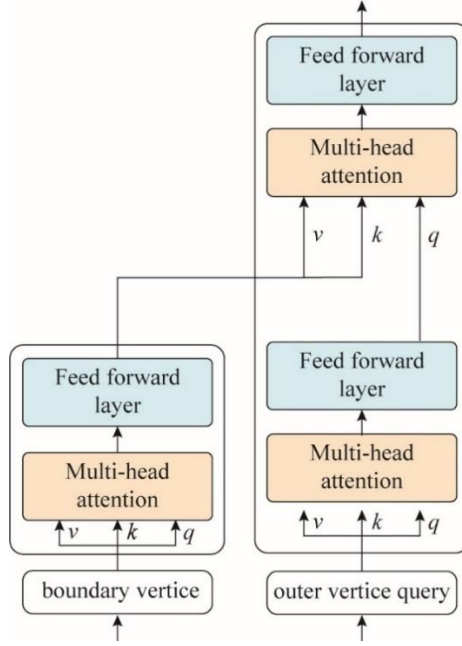 Feed forward
layer
Multi-head
attention
v k q
Feed forward
layer
Multi-head
attention
v k q
boundary vertice
Feed forward
layer
Multi-head
attention
v k q
outer vertice query